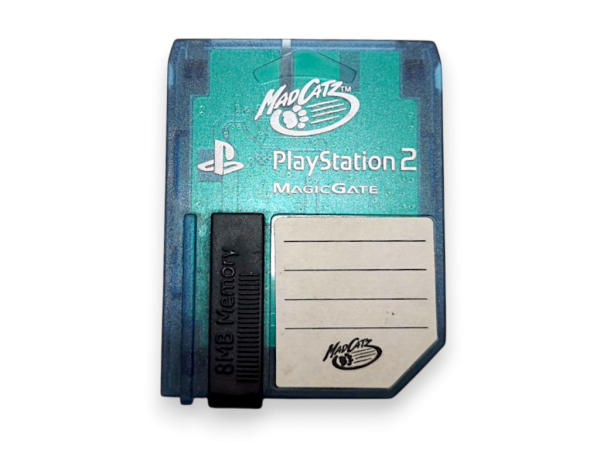 MADCATZ™
PlayStation 2
MAGICGATE
8MB Memory
MADCATZ